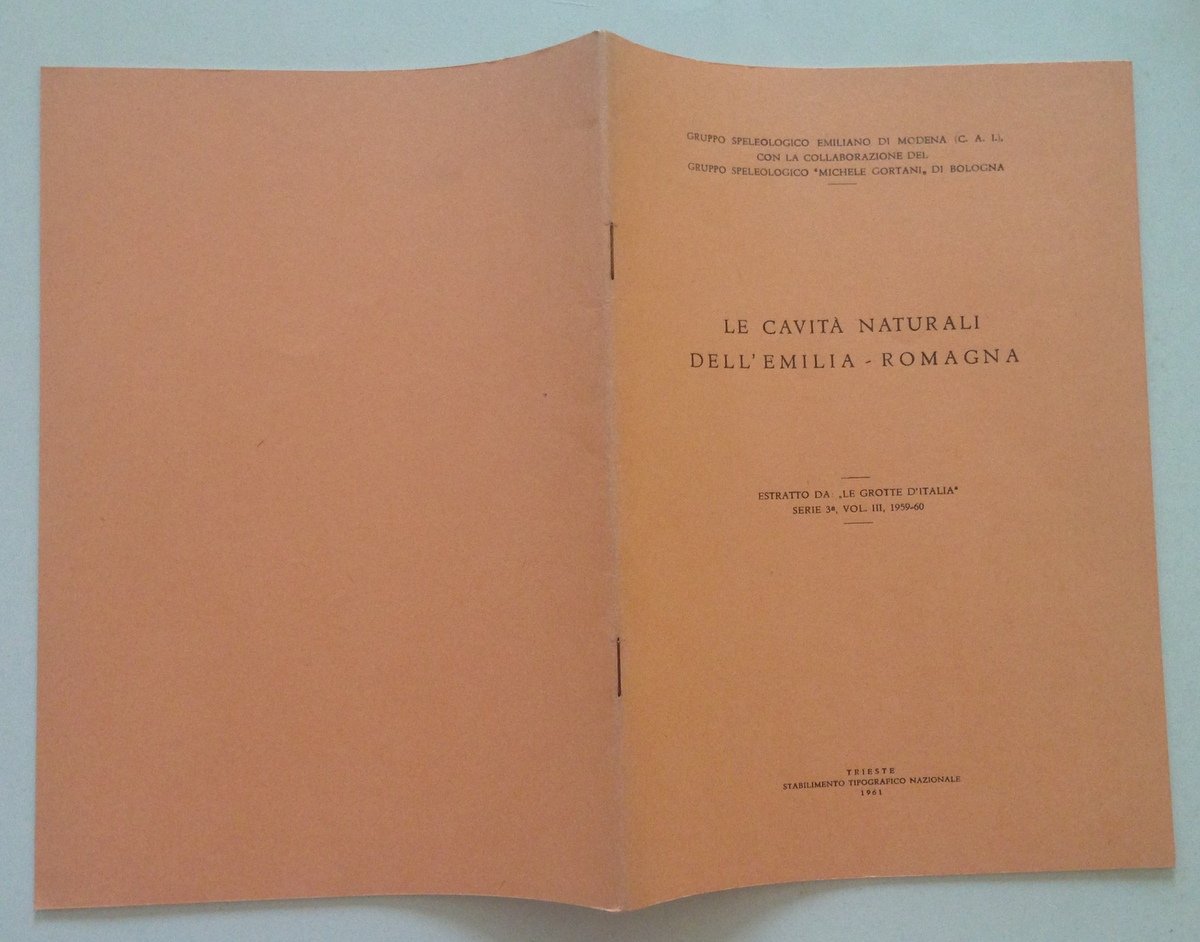 GRUPPO SPELEOLOGICO EMILIANO DI MODENA (C. A. I.),
CON LA COLLABORAZIONE DEL
GRUPPO SPELEOLOGICO "MICHELE GORTANI„ DI BOLOGNA
LE CAVITÀ NATURALI
DELL'EMILIA - ROMAGNA
ESTRATTO DA „LE GROTTE D'ITALIA"
SERIE 3ª, VOL. III, 1959-60
TRIESTE
STABILIMENTO TIPOGRAFICO NAZIONALE
1961